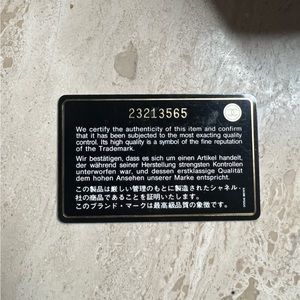 23213565
We certify the authenticity of this item and confirm
that it has been subjected to the most exacting quality
control. Its high quality is a symbol of the fine reputation
of the Trademark.
Wir bestätigen, dass es sich um einen Artikel handelt,
der während seiner Herstellung strengsten Kontrollen
unterworfen war, und dessen erstklassige Qualität
dem hohen Ansehen unserer Marke entspricht.
この製品は厳しい管理のもとに製造されたシャネル・
社の商品であることを証明いたします。
このブランド・マークは最高級品質の象徴です。